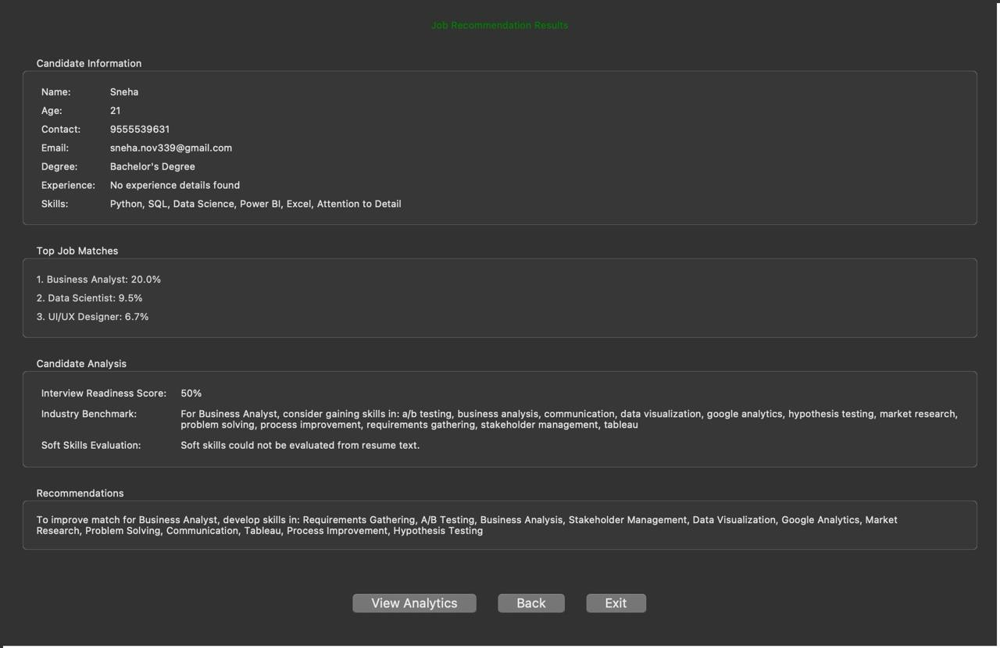 Job Recommendation Results
Candidate Information
Name: Sneha
Age: 21
Contact: 9555539631
Email: sneha.nov339@gmail.com
Degree: Bachelor's Degree
Experience: No experience details found
Skills: Python, SQL, Data Science, Power BI, Excel, Attention to Detail
Top Job Matches
1. Business Analyst: 20.0%
2. Data Scientist: 9.5%
3. UI/UX Designer: 6.7%
Candidate Analysis
Interview Readiness Score: 50%
Industry Benchmark: For Business Analyst, consider gaining skills in: a/b testing, business analysis, communication, data visualization, google analytics, hypothesis testing, market research,
problem solving, process improvement, requirements gathering, stakeholder management, tableau
Soft Skills Evaluation: Soft skills could not be evaluated from resume text.
Recommendations
To improve match for Business Analyst, develop skills in: Requirements Gathering, A/B Testing, Business Analysis, Stakeholder Management, Data Visualization, Google Analytics, Market
Research, Problem Solving, Communication, Tableau, Process Improvement, Hypothesis Testing
View Analytics Back Exit